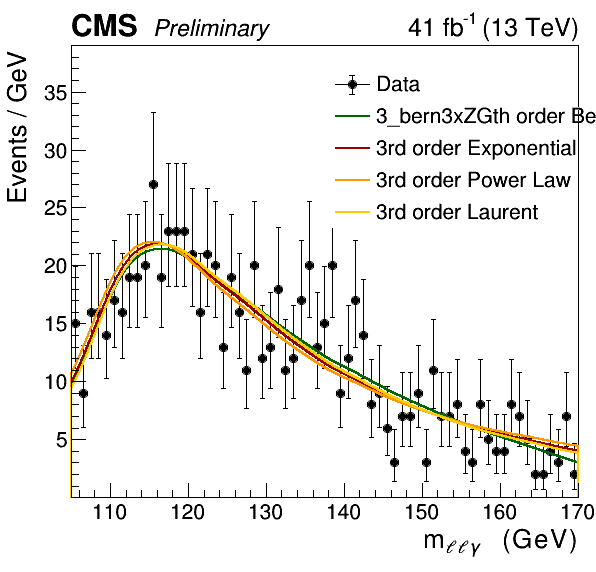 CMS Preliminary 41 fb⁻¹ (13 TeV)
Events / GeV
35
30
25
20
15
10
5
Data
3_bern3xZGth order Be
3rd order Exponential
3rd order Power Law
3rd order Laurent
110 120 130 140 150 160 170
mℓℓγ (GeV)